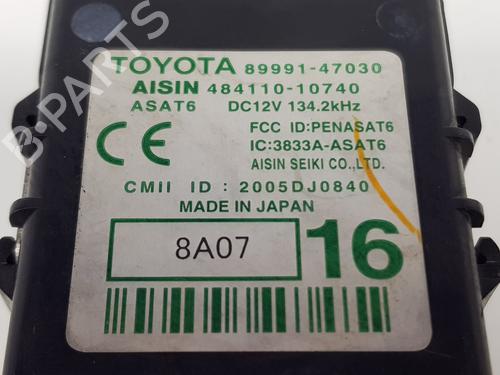 TOYOTA 89991-47030
AISIN 484110-10740
ASAT6 DC12V 134.2kHz
CE
FCC ID:PENASAT6
IC:3833A-ASAT6
AISIN SEIKI CO.,LTD.
CMII ID : 2005DJ0840
MADE IN JAPAN
8A07
16
B-PARTS